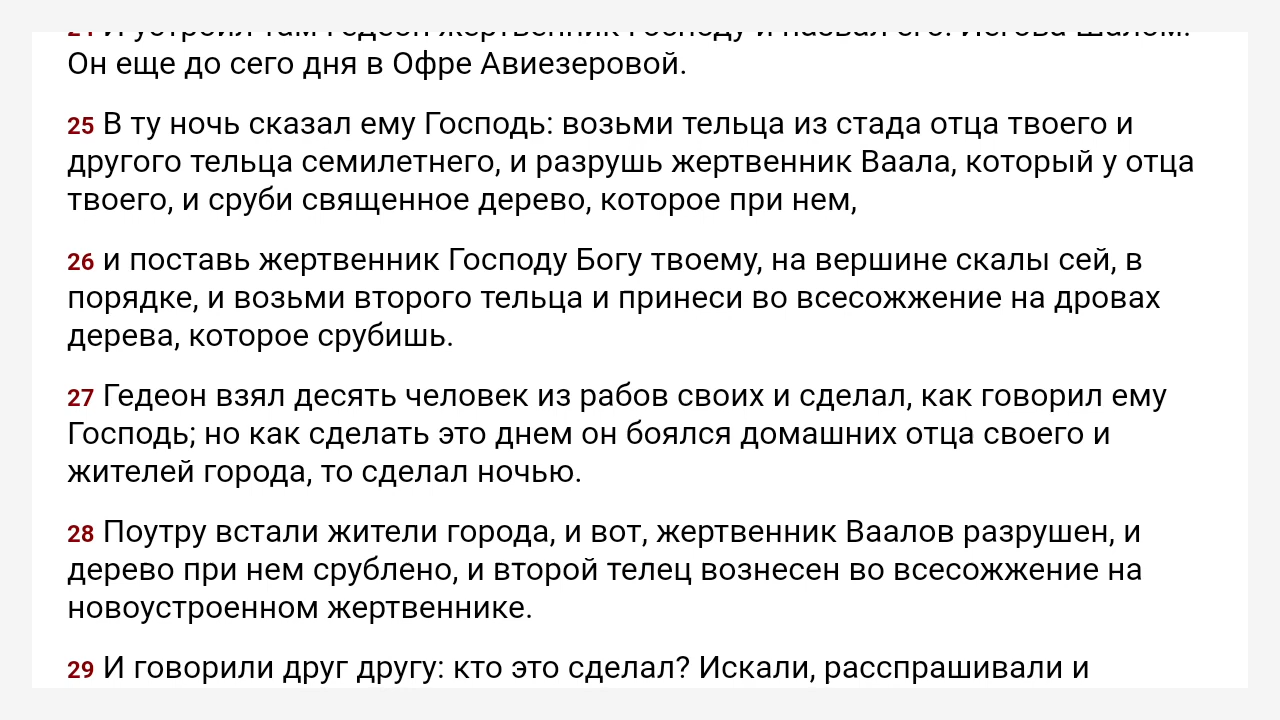 Он еще до сего дня в Офре Авиезеровой.
25 В ту ночь сказал ему Господь: возьми тельца из стада отца твоего и
другого тельца семилетнего, и разрушь жертвенник Ваала, который у отца
твоего, и сруби священное дерево, которое при нем,
26 и поставь жертвенник Господу Богу твоему, на вершине скалы сей, в
порядке, и возьми второго тельца и принеси во всесожжение на дровах
дерева, которое срубишь.
27 Гедеон взял десять человек из рабов своих и сделал, как говорил ему
Господь; но как сделать это днем он боялся домашних отца своего и
жителей города, то сделал ночью.
28 Поутру встали жители города, и вот, жертвенник Ваалов разрушен, и
дерево при нем срублено, и второй телец вознесен во всесожжение на
новоустроенном жертвеннике.
29 И говорили друг другу: кто это сделал? Искали, расспрашивали и